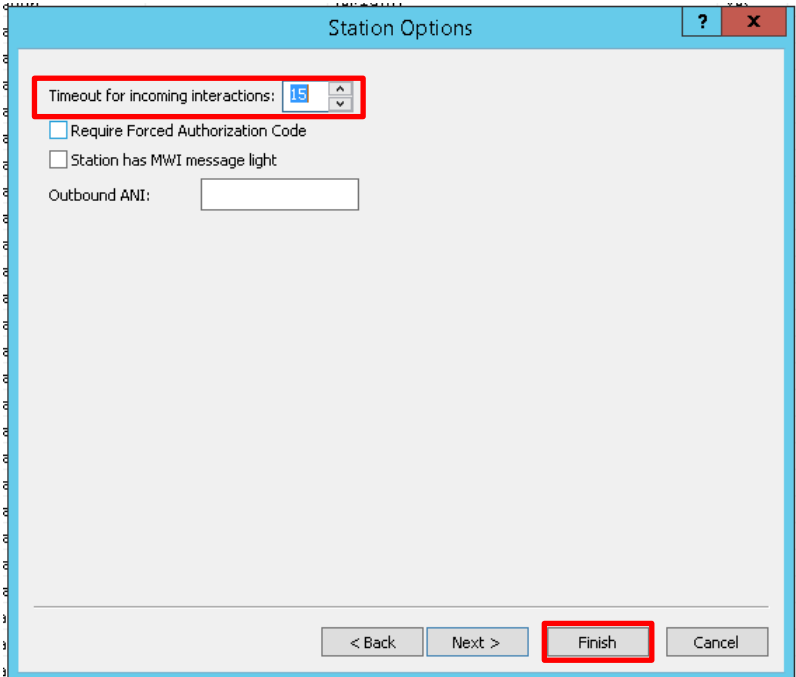 Station Options
?
x
Timeout for incoming interactions: 15
Require Forced Authorization Code
Station has MWI message light
Outbound ANI:
< Back
Next >
Finish
Cancel